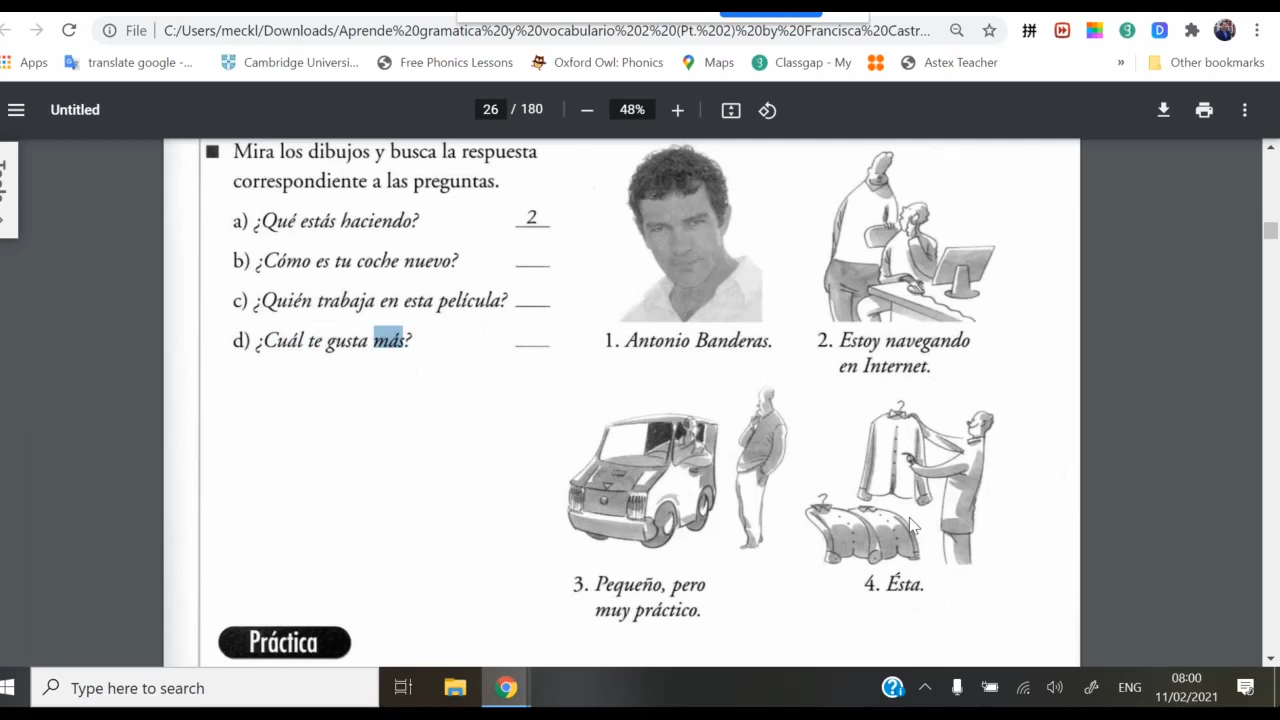 File | C:/Users/meckl/Downloads/Aprende%20gramatica%20y%20vocabulario%202%20(Pt.%202)%20by%20Francisca%20Castr...
Apps translate google -... Cambridge Universi... Free Phonics Lessons Oxford Owl: Phonics Maps Classgap - My Astex Teacher » Other bookmarks
Untitled 26 / 180 — 48% +
Mira los dibujos y busca la respuesta
correspondiente a las preguntas.
a) ¿Qué estás haciendo? 2
b) ¿Cómo es tu coche nuevo?
c) ¿Quién trabaja en esta película?
d) ¿Cuál te gusta más?
1. Antonio Banderas.
2. Estoy navegando
en Internet.
3. Pequeño, pero
muy práctico.
4. Ésta.
Práctica
Type here to search
ENG
08:00
11/02/2021